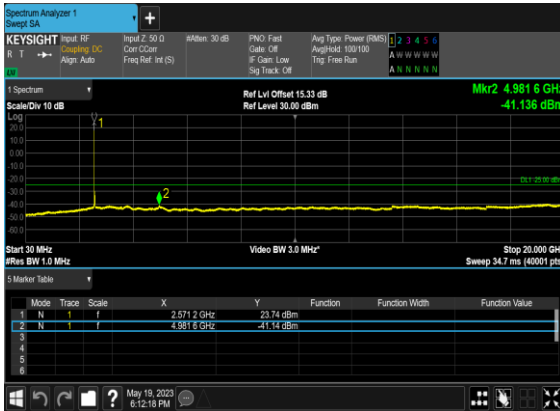 Spectrum Analyzer 1
Swept SA
+
KEYSIGHT Input: RF Input Z: 50 Ω #Atten: 30 dB PNO: Fast Avg Type: Power (RMS) 1 2 3 4 5 6
R T Coupling: DC Corr CCorr Gate: Off Avg|Hold: 100/100 A W W W W W
Align: Auto Freq Ref: Int (S) IF Gain: Low Trig: Free Run
Sig Track: Off A N N N N N
1 Spectrum
Ref Lvl Offset 15.33 dB Mkr2 4.981 6 GHz
Scale/Div 10 dB Ref Level 30.00 dBm -41.136 dBm
Log
1
20.0
10.0
0.00
-10.0
-20.0
DL1 -25.00 dBm
-30.0
2
-40.0
-50.0
-60.0
Start 30 MHz Video BW 3.0 MHz* Stop 20.000 GHz
#Res BW 1.0 MHz Sweep 34.7 ms (40001 pts)
5 Marker Table
Mode Trace Scale X Y Function Function Width Function Value
1 N 1 f 2.571 2 GHz 23.74 dBm
2 N 1 f 4.981 6 GHz -41.14 dBm
3
4
5
6
? May 19, 2023
6:12:18 PM